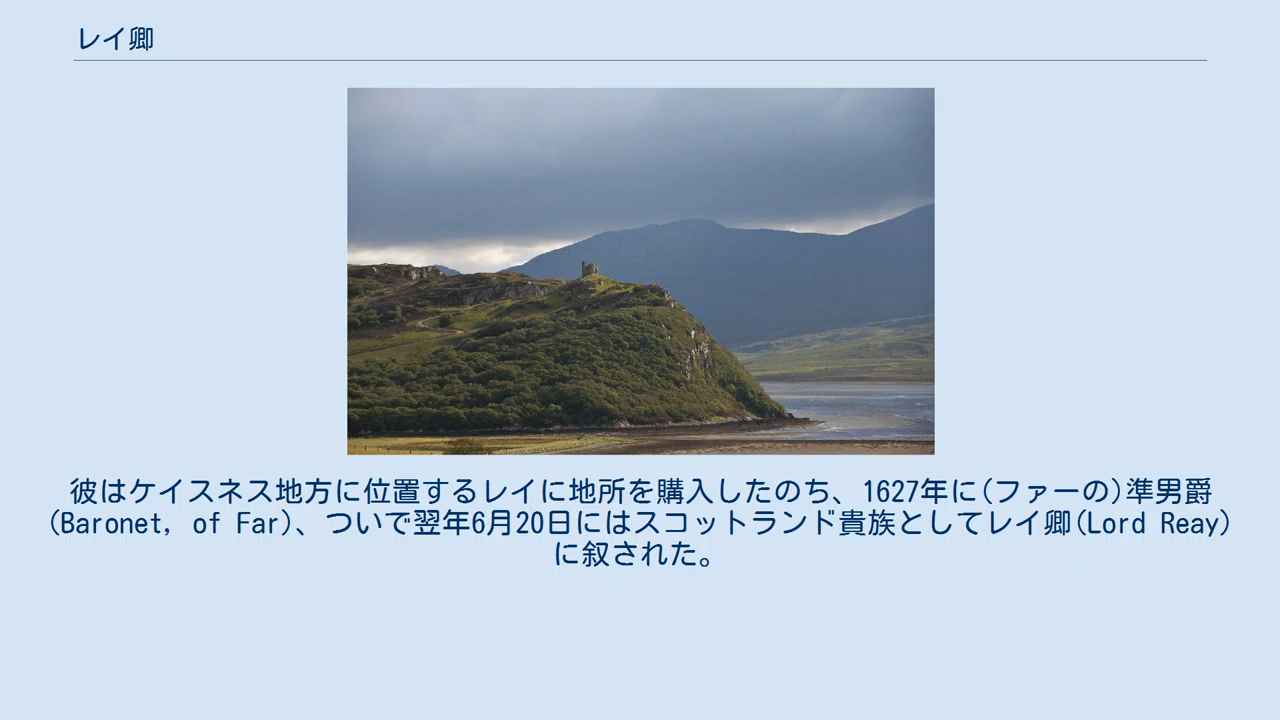 レイ卿
彼はケイスネス地方に位置するレイに地所を購入したのち、1627年に(ファーの)準男爵
(Baronet, of Far)、ついで翌年6月20日にはスコットランド貴族としてレイ卿(Lord Reay)
に叙された。